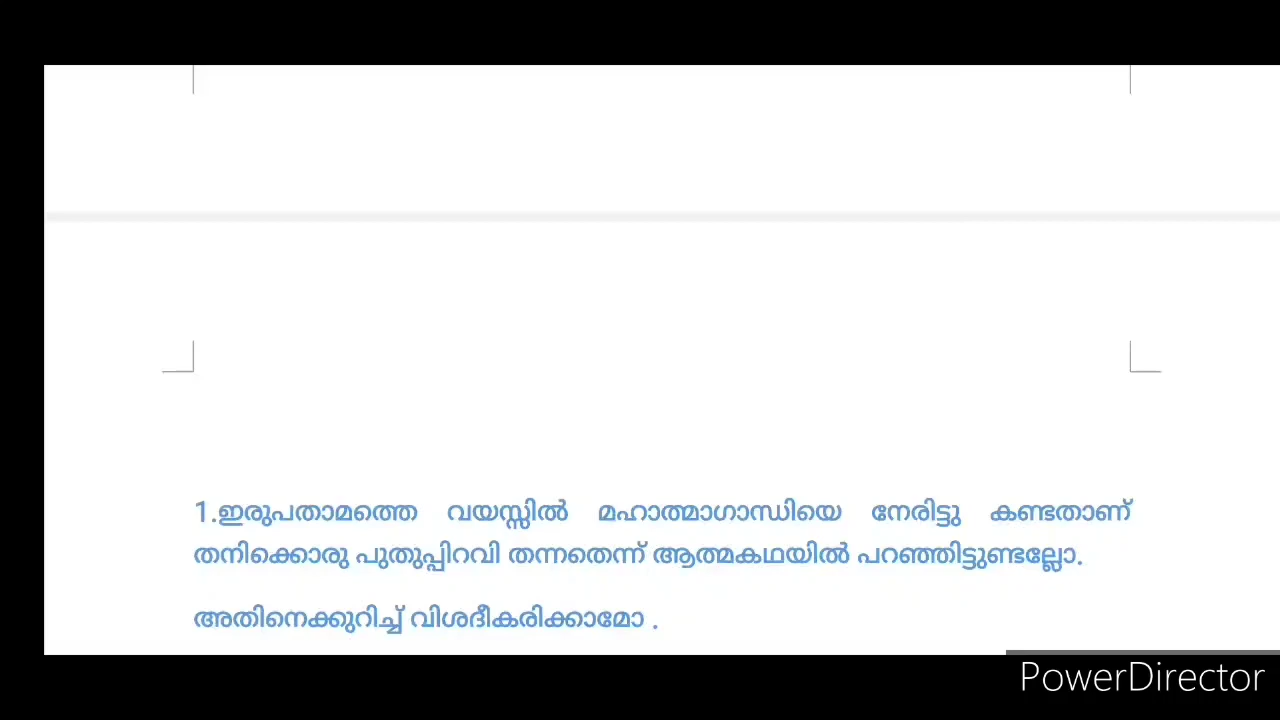 1.ഇരുപതാമത്തെ വയസ്സിൽ മഹാത്മാഗാന്ധിയെ നേരിട്ടു കണ്ടതാണ്
തനിക്കൊരു പുതുപ്പിറവി തന്നതെന്ന് ആത്മകഥയിൽ പറഞ്ഞിട്ടുണ്ടല്ലോ.
അതിനെക്കുറിച്ച് വിശദീകരിക്കാമോ .
PowerDirector